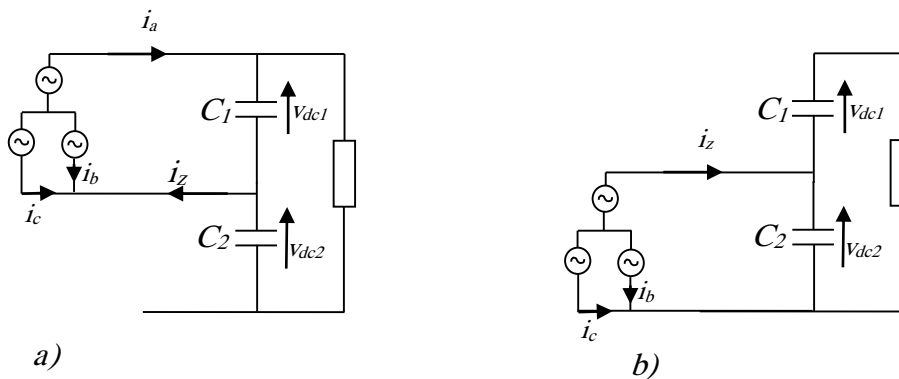 i_a
C_1
v_dc1
i_b
i_z
i_c
C_2
v_dc2
a)
C_1
v_dc1
i_z
C_2
v_dc2
i_b
i_c
b)